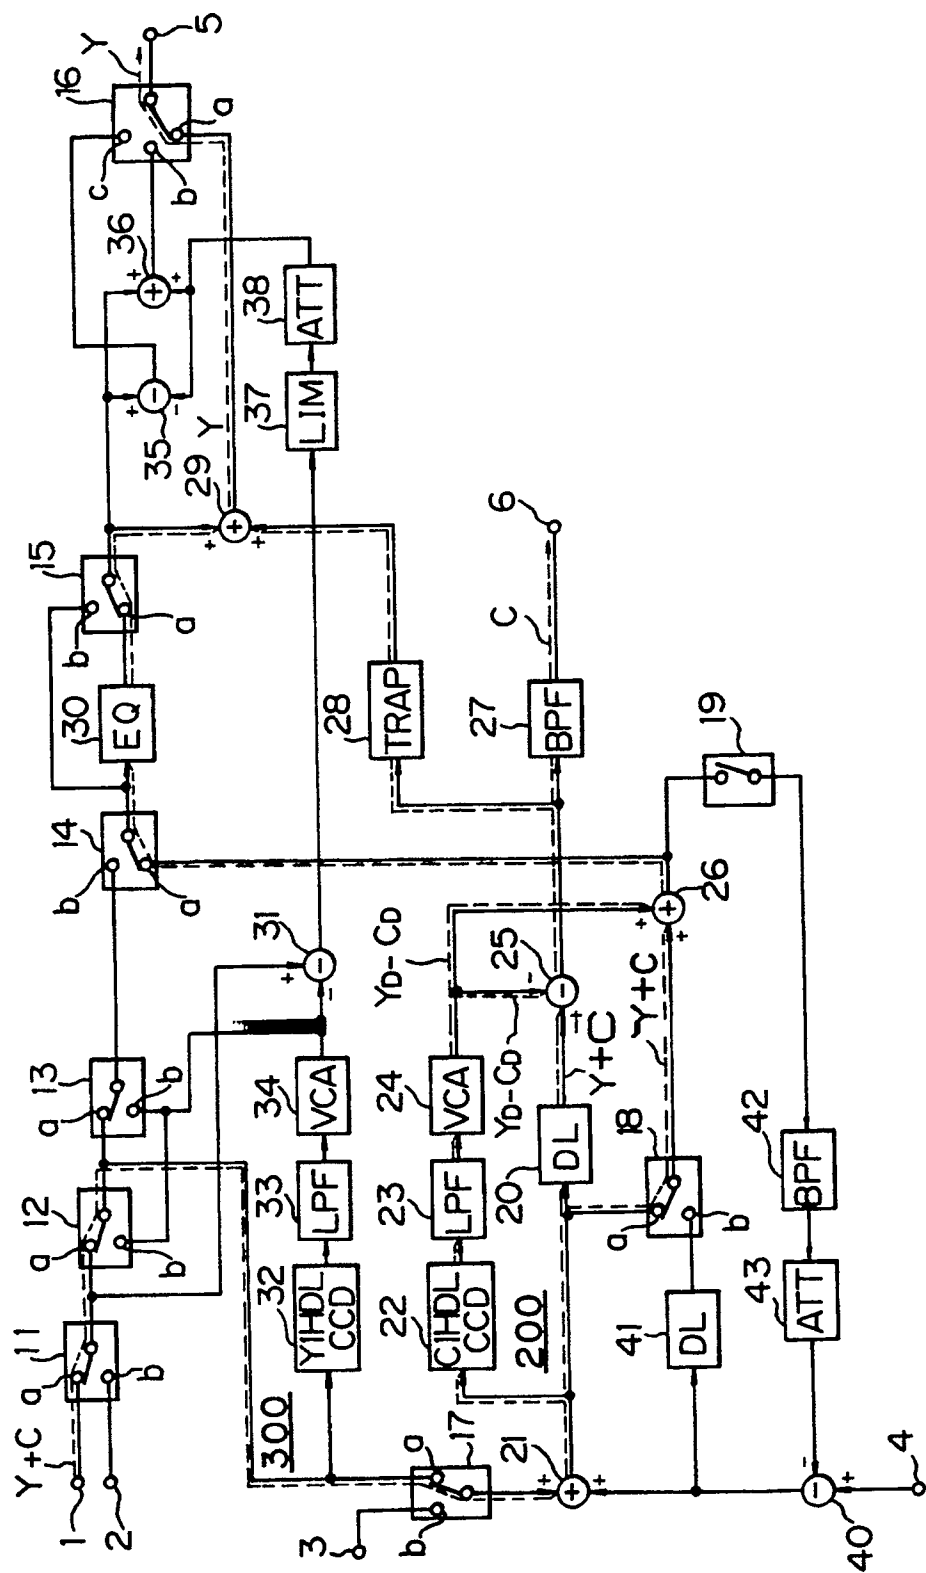 Y+C
1
2
a
b
11
a
b
12
a
b
13
b
a
14
EQ
30
b
a
15
+
-
35
+
+
36
c
b
a
16
Y
5
300
Y1HDL
CCD
32
LPF
33
VCA
34
+
-
31
LIM
37
ATT
38
+
+
29
Y
3
a
b
17
C1HDL
CCD
22
LPF
23
VCA
24
YD-CD
TRAP
28
200
+
+
21
DL
20
YD-CD
Y+C
-
+
25
BPF
27
C
6
DL
41
a
b
18
Y+C
+
+
26
19
4
-
+
40
ATT
43
BPF
42